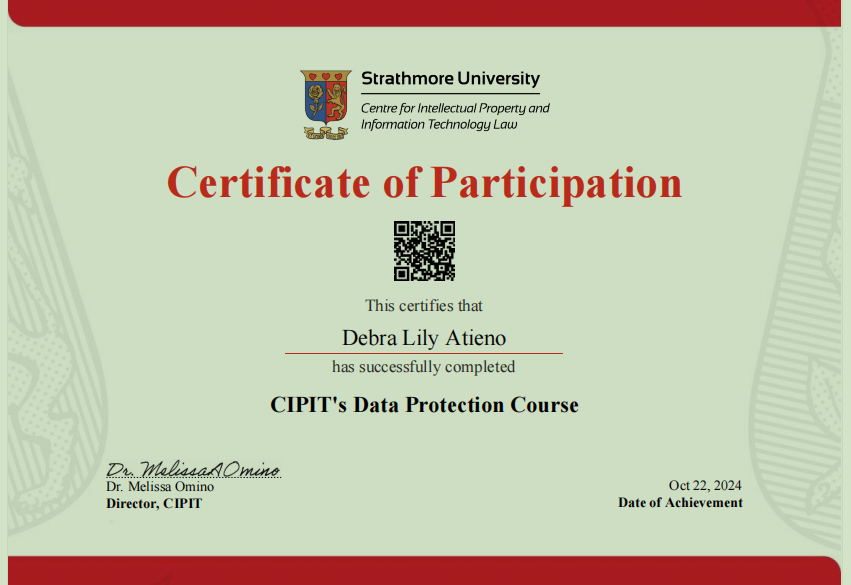 Strathmore University
Centre for Intellectual Property and
Information Technology Law
Certificate of Participation
This certifies that
Debra Lily Atieno
has successfully completed
CIPIT's Data Protection Course
Dr. Melissa A Omino
Dr. Melissa Omino
Director, CIPIT
Oct 22, 2024
Date of Achievement